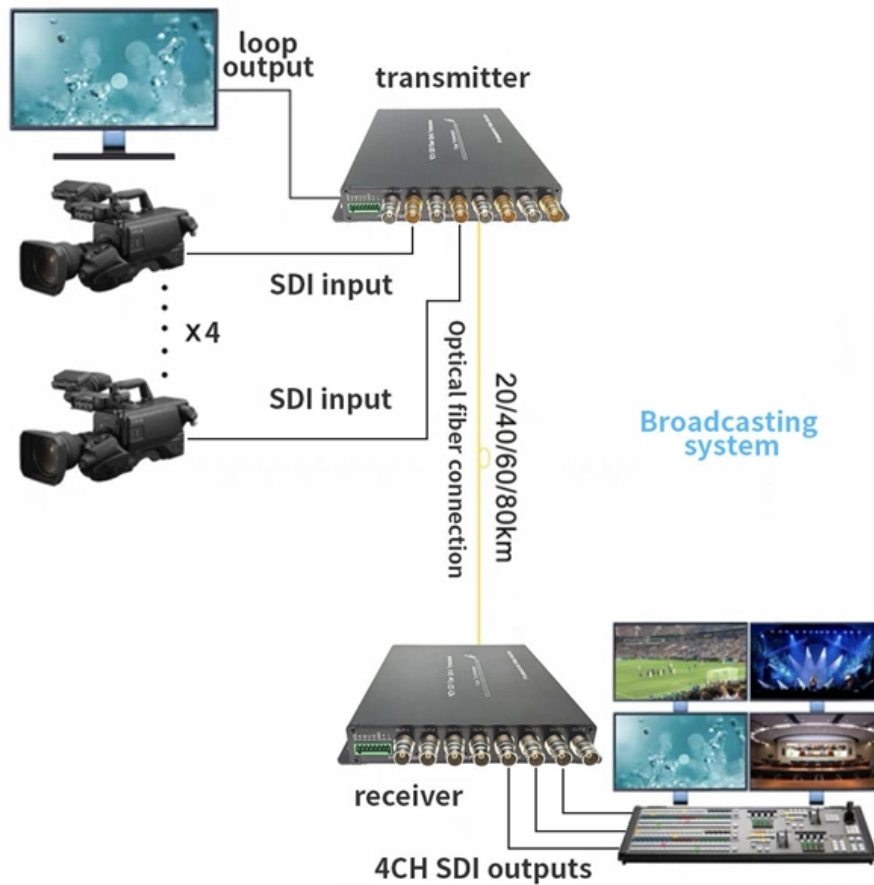 loop
output
transmitter
SDI input
x4
SDI input
Optical fiber connection
20/40/60/80km
Broadcasting
system
receiver
4CH SDI outputs